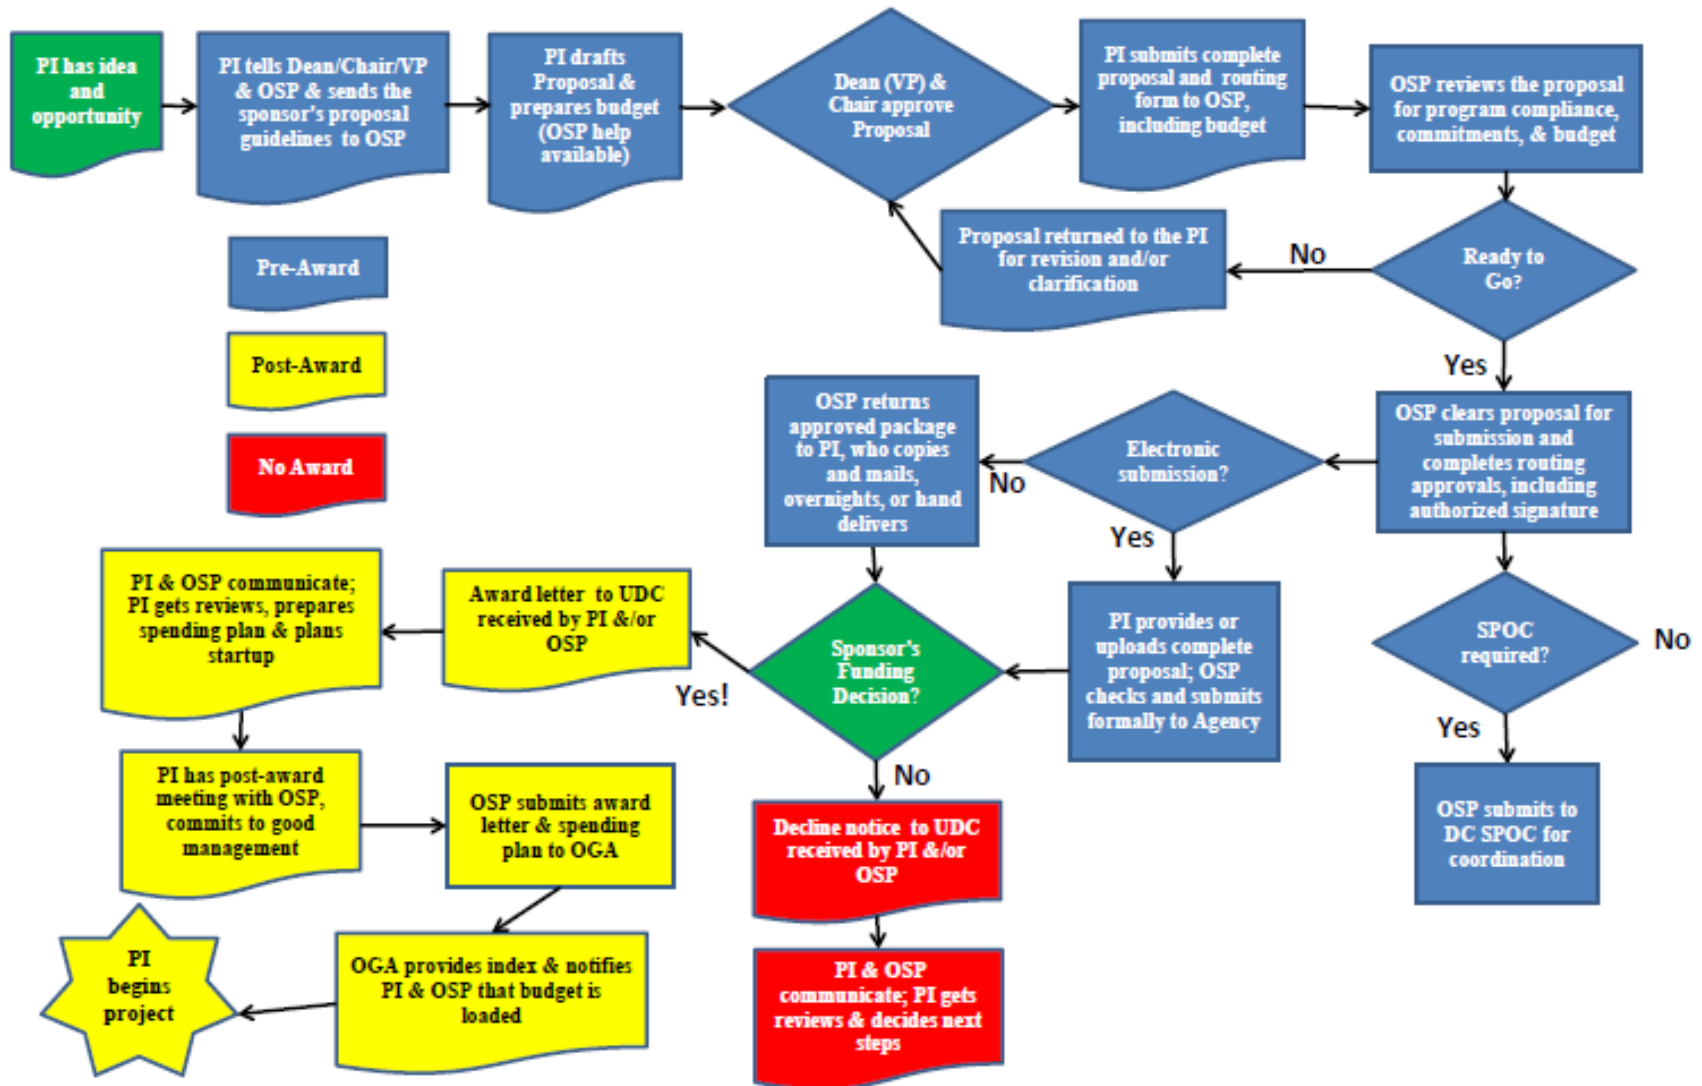 PI has idea
and
opportunity
PI tells Dean/Chair/VP
& OSP & sends the
sponsor's proposal
guidelines to OSP
PI drafts
Proposal &
prepares budget
(OSP help
available)
Dean (VP) &
Chair approve
Proposal
PI submits complete
proposal and routing
form to OSP,
including budget
OSP reviews the proposal
for program compliance,
commitments, & budget
Ready to
Go?
No
Proposal returned to the PI
for revision and/or
clarification
Pre-Award
Post-Award
No Award
Yes
OSP clears proposal for
submission and
completes routing
approvals, including
authorized signature
Electronic
submission?
No
OSP returns
approved package
to PI, who copies
and mails,
overnights, or hand
delivers
Yes
PI provides or
uploads complete
proposal; OSP
checks and submits
formally to Agency
SPOC
required?
No
Yes
OSP submits to
DC SPOC for
coordination
Sponsor's
Funding
Decision?
Yes!
Award letter to UDC
received by PI &/or
OSP
PI & OSP communicate;
PI gets reviews, prepares
spending plan & plans
startup
PI has post-award
meeting with OSP,
commits to good
management
OSP submits award
letter & spending
plan to OGA
OGA provides index & notifies
PI & OSP that budget is
loaded
PI
begins
project
No
Decline notice to UDC
received by PI &/or
OSP
PI & OSP
communicate; PI gets
reviews & decides next
steps